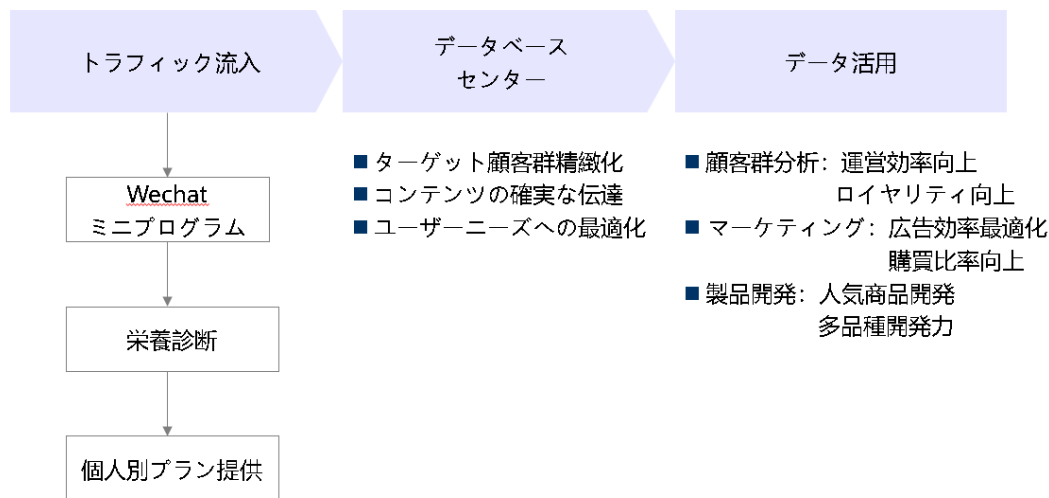 トラフィック流入
データベース
センター
データ活用
Wechat
ミニプログラム
栄養診断
個人別プラン提供
■ ターゲット顧客群精緻化
■ コンテンツの確実な伝達
■ ユーザーニーズへの最適化
■ 顧客群分析：運営効率向上
ロイヤリティ向上
■ マーケティング：広告効率最適化
購買比率向上
■ 製品開発：人気商品開発
多品種開発力